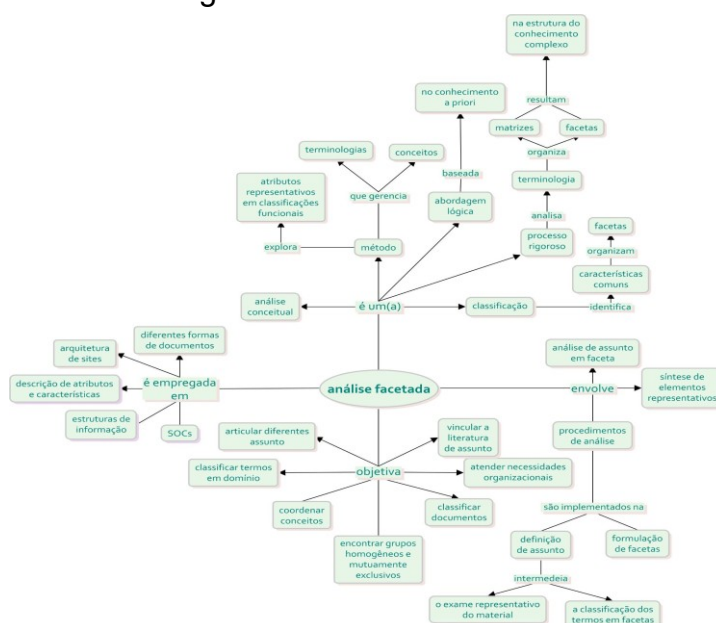 na estrutura do
conhecimento
complexo
no conhecimento
a priori
resultam
matrizes
facetas
terminologias
conceitos
organiza
baseada
terminologia
atributos
representativos
em classificações
funcionais
que gerencia
abordagem
lógica
analisa
facetas
processo
rigoroso
organizam
explora
método
características
comuns
análise
conceitual
é um(a)
classificação
identifica
diferentes formas
de documentos
arquitetura
de sites
análise de assunto
em faceta
descrição de atributos
e características
é empregada
em
análise facetada
envolve
síntese de
elementos
representativos
estruturas de
informação
SOCs
articular diferentes
assunto
vincular a
literatura
de assunto
procedimentos
de análise
classificar termos
em domínio
objetiva
atender necessidades
organizacionais
coordenar
conceitos
classificar
documentos
são implementados na
encontrar grupos
homogêneos e
mutuamente
exclusivos
definição
de assunto
formulação
de facetas
intermedeia
o exame representativo
do material
a classificação dos
termos em facetas